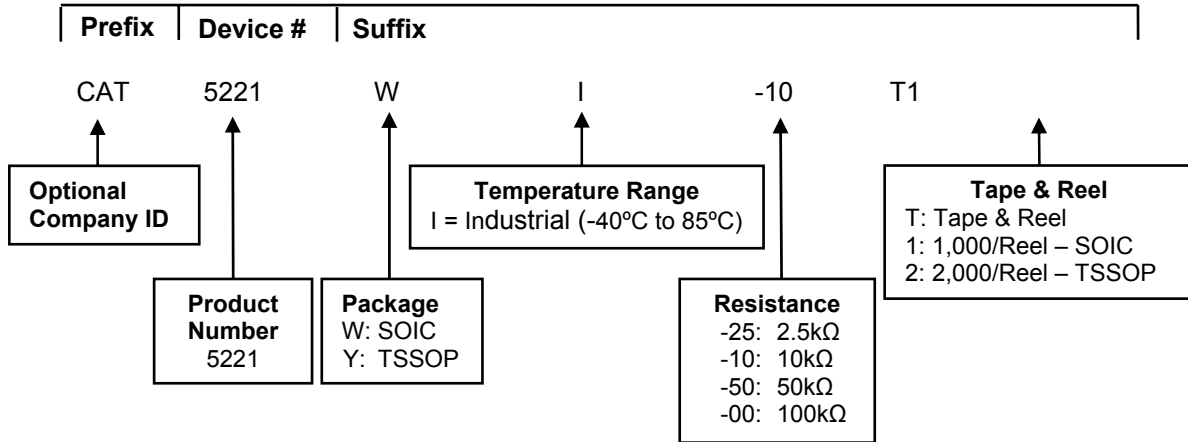 Prefix Device # Suffix
CAT 5221 W I -10 T1
Optional
Company ID
Product
Number
5221
Package
W: SOIC
Y: TSSOP
Temperature Range
I = Industrial (-40ºC to 85ºC)
Resistance
-25: 2.5kΩ
-10: 10kΩ
-50: 50kΩ
-00: 100kΩ
Tape & Reel
T: Tape & Reel
1: 1,000/Reel – SOIC
2: 2,000/Reel – TSSOP